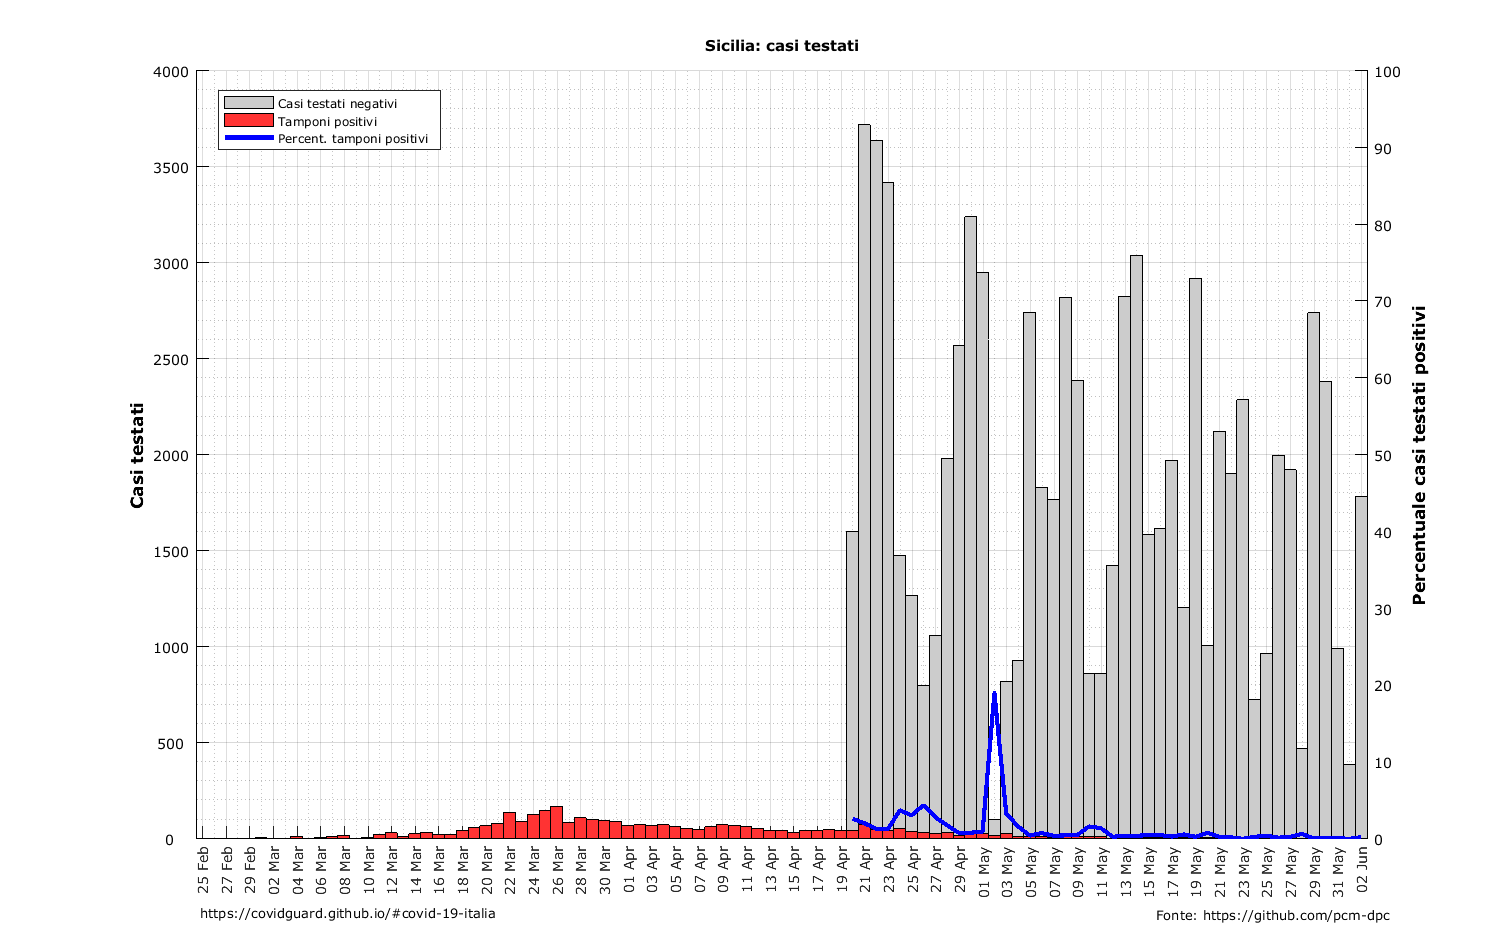 Sicilia: casi testati
Casi testati negativi
Tamponi positivi
Percent. tamponi positivi
Casi testati
4000
3500
3000
2500
2000
1500
1000
500
0
100
90
80
70
60
50
40
30
20
10
0
Percentuale casi testati positivi
25 Feb
27 Feb
29 Feb
02 Mar
04 Mar
06 Mar
08 Mar
10 Mar
12 Mar
14 Mar
16 Mar
18 Mar
20 Mar
22 Mar
24 Mar
26 Mar
28 Mar
30 Mar
01 Apr
03 Apr
05 Apr
07 Apr
09 Apr
11 Apr
13 Apr
15 Apr
17 Apr
19 Apr
21 Apr
23 Apr
25 Apr
27 Apr
29 Apr
01 May
03 May
05 May
07 May
09 May
11 May
13 May
15 May
17 May
19 May
21 May
23 May
25 May
27 May
29 May
31 May
02 Jun
https://covidguard.github.io/#covid-19-italia
Fonte: https://github.com/pcm-dpc